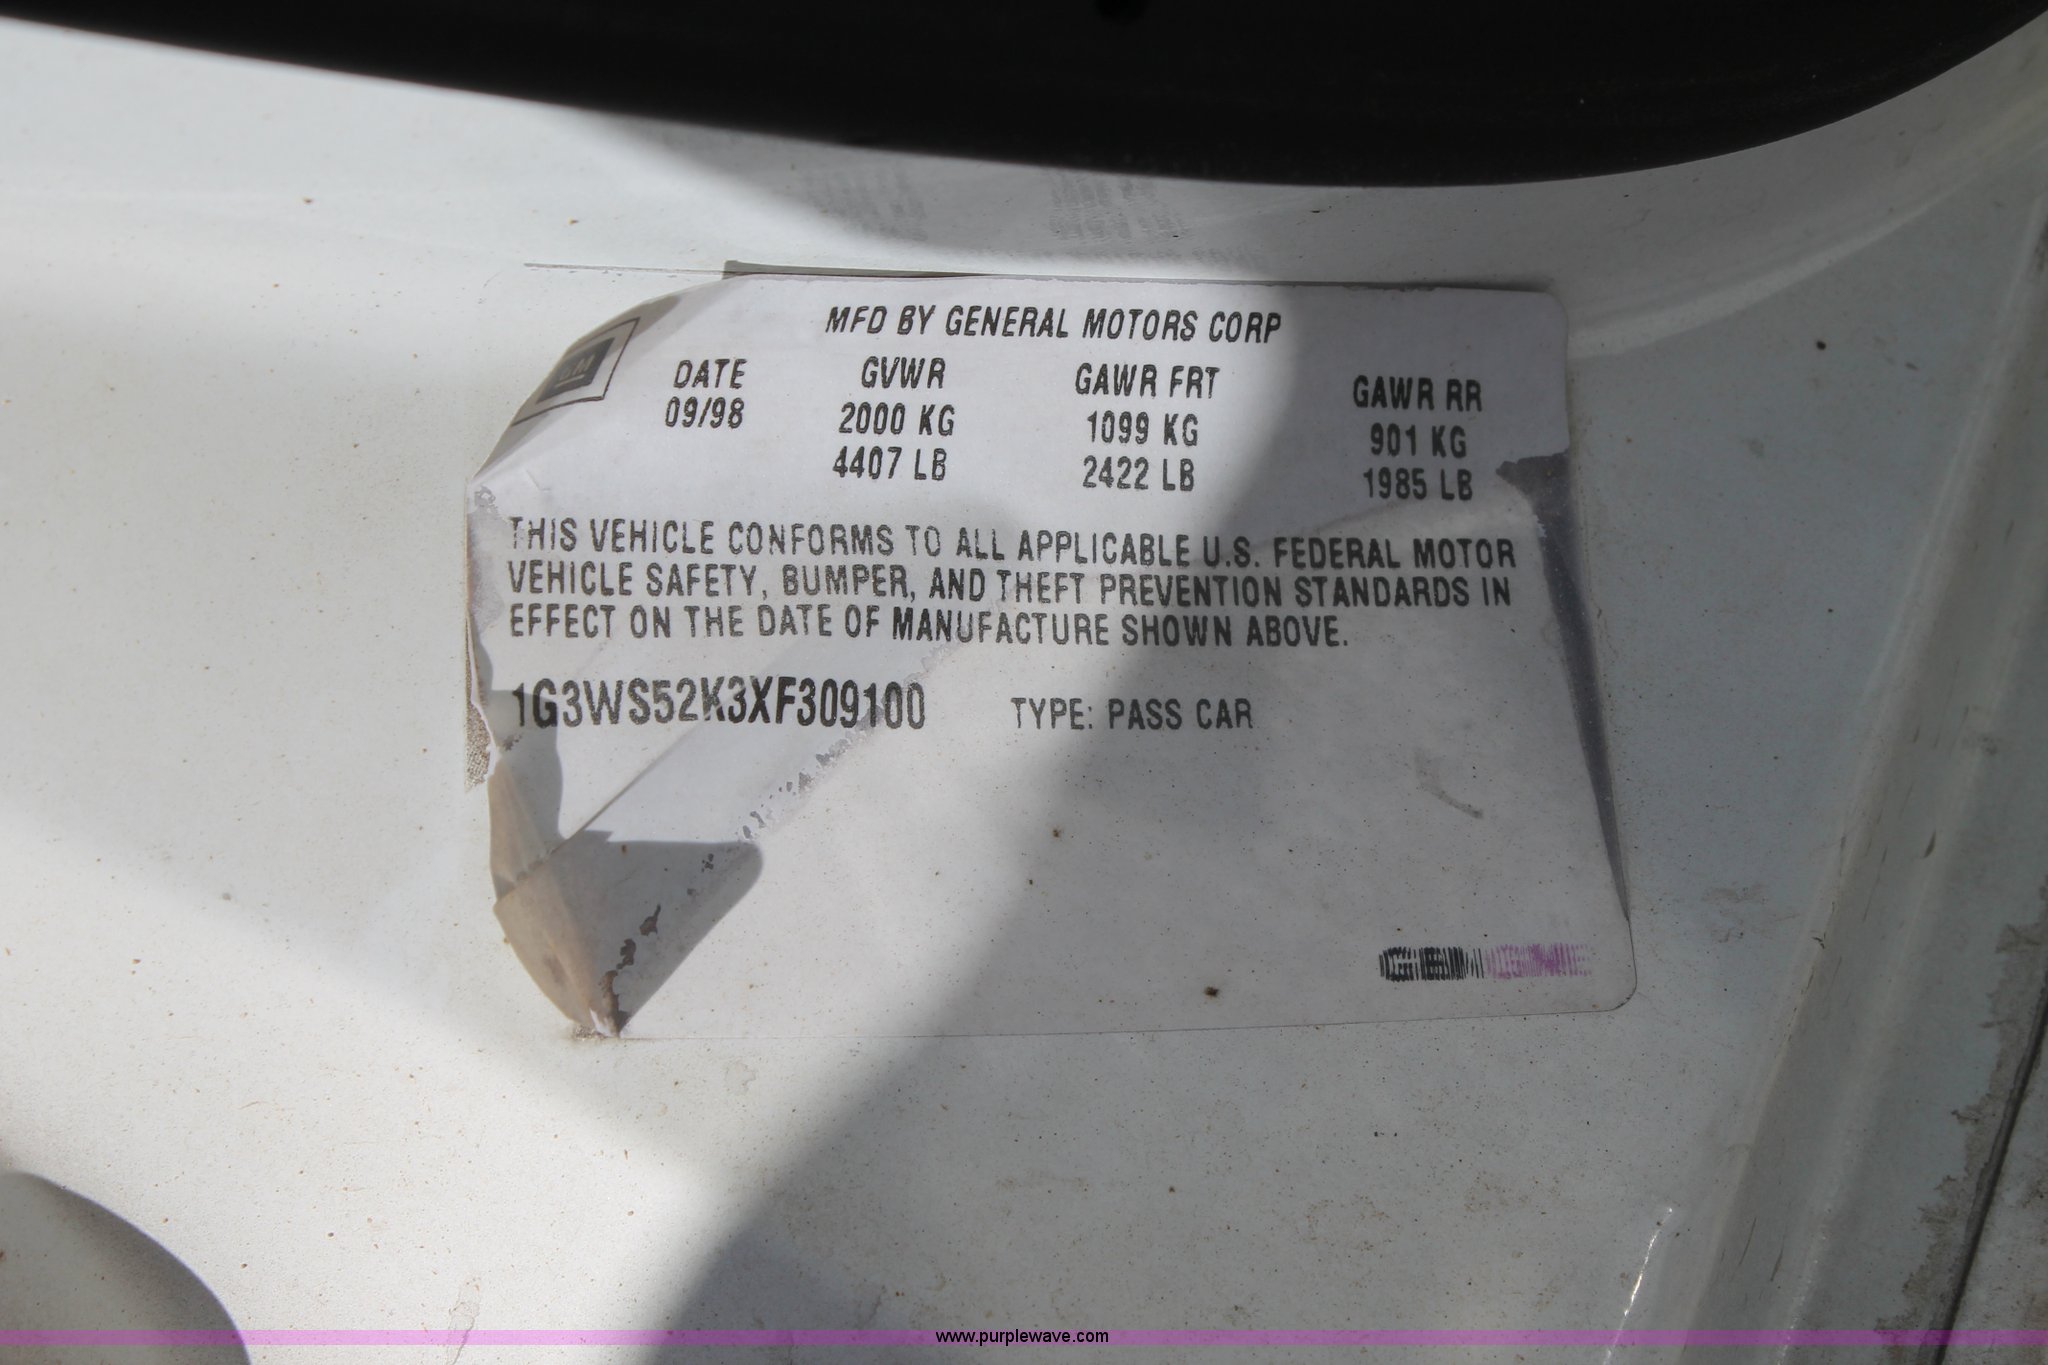 MFD BY GENERAL MOTORS CORP
GM
DATE GVWR GAWR FRT GAWR RR
09/98 2000 KG 1099 KG 901 KG
4407 LB 2422 LB 1985 LB
THIS VEHICLE CONFORMS TO ALL APPLICABLE U.S. FEDERAL MOTOR
VEHICLE SAFETY, BUMPER, AND THEFT PREVENTION STANDARDS IN
EFFECT ON THE DATE OF MANUFACTURE SHOWN ABOVE.
1G3WS52K3XF309100 TYPE: PASS CAR
www.purplewave.com